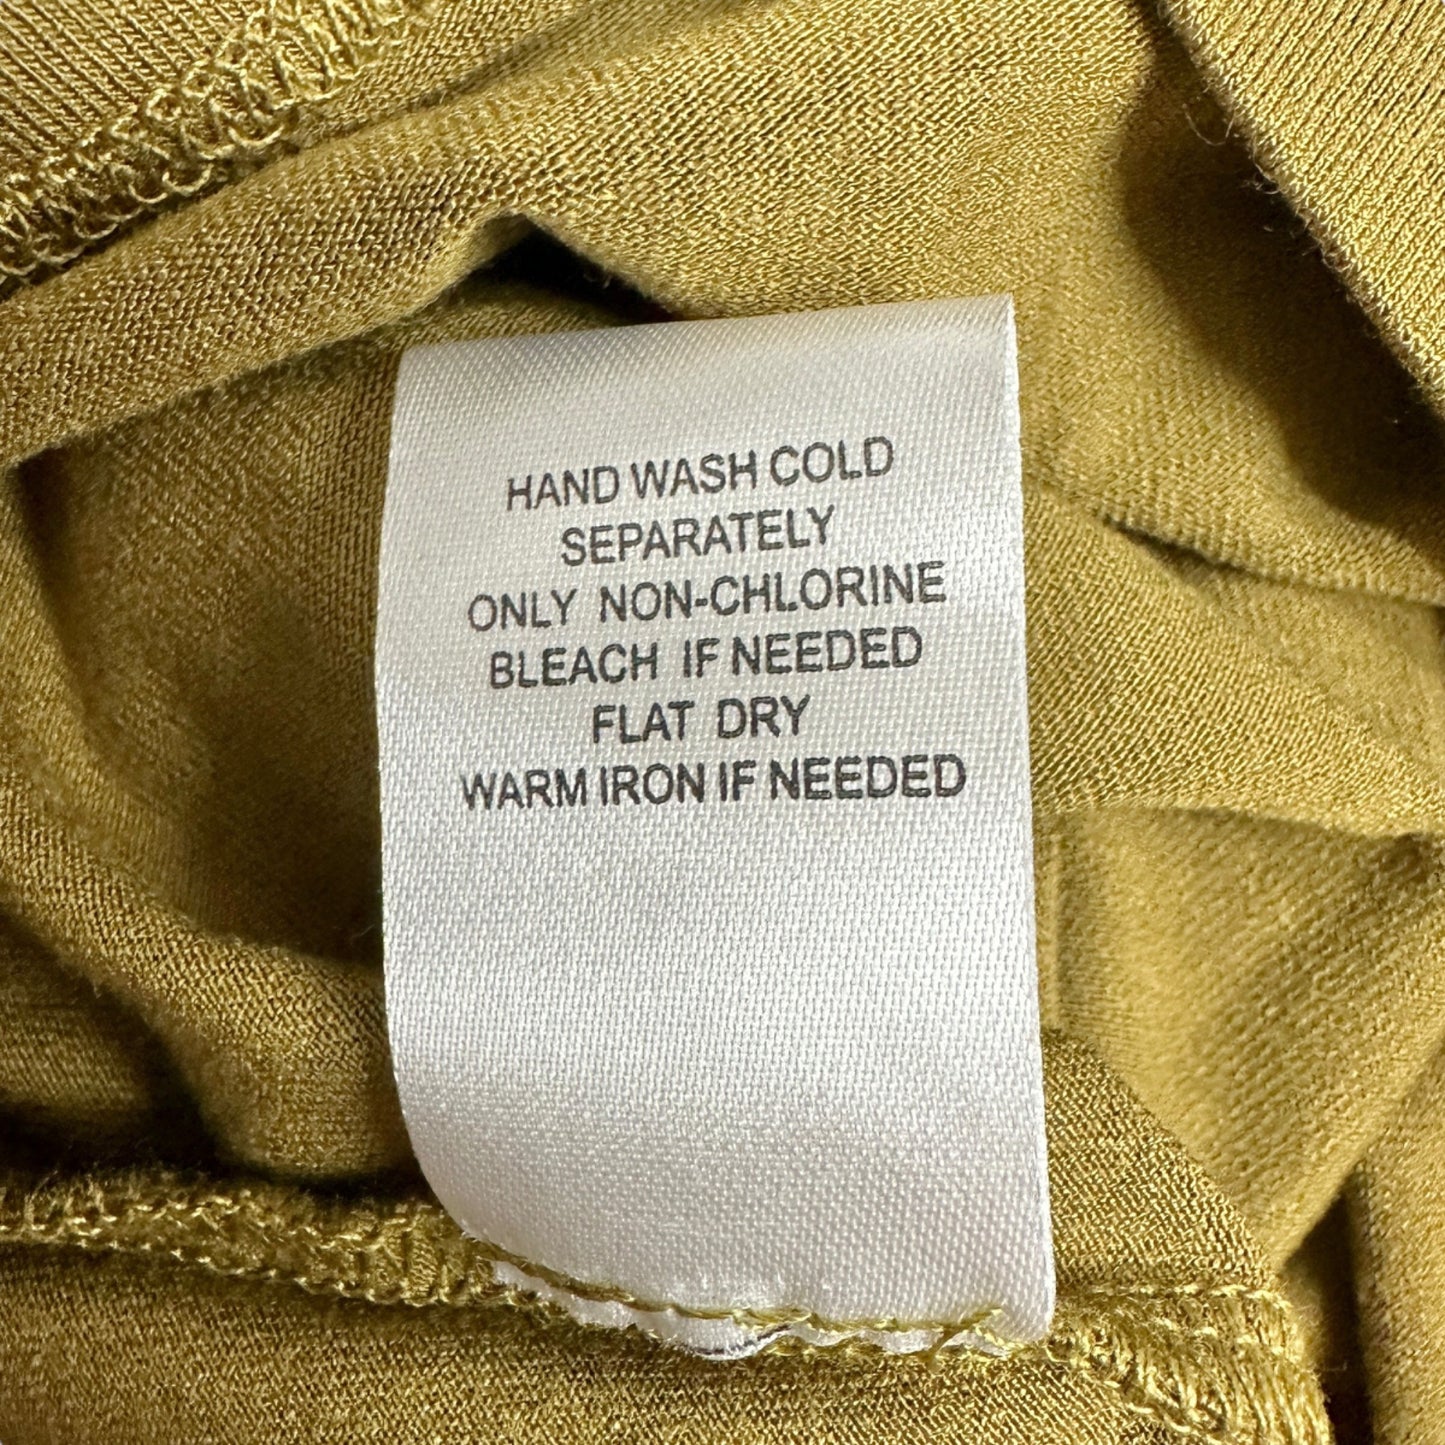 HAND WASH COLD
SEPARATELY
ONLY NON-CHLORINE
BLEACH IF NEEDED
FLAT DRY
WARM IRON IF NEEDED